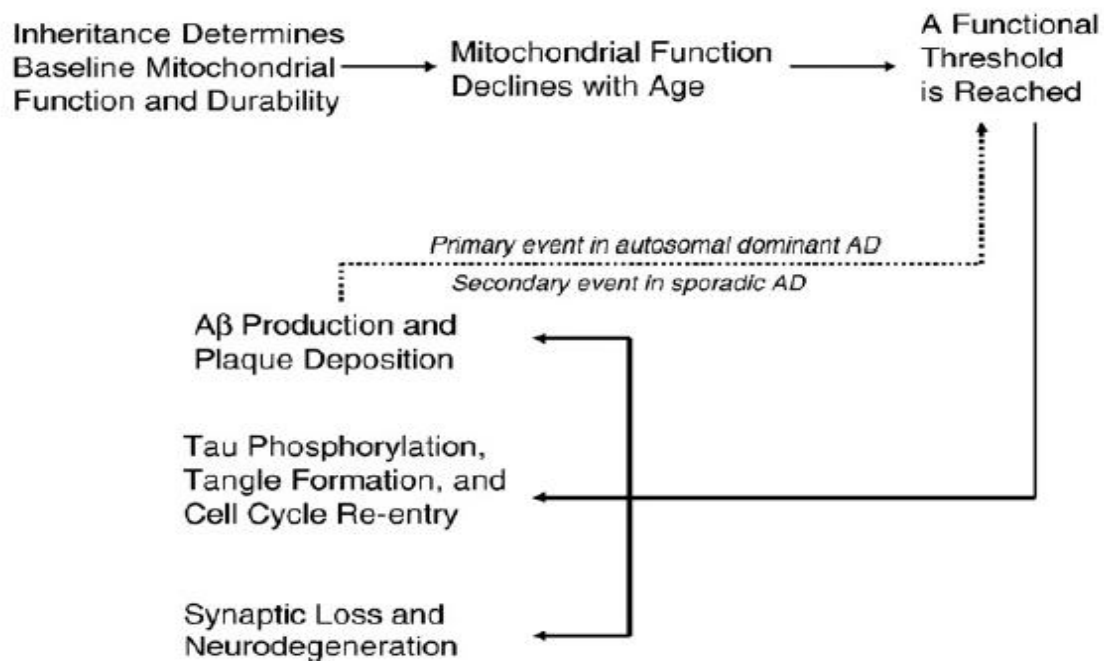 Inheritance Determines
Baseline Mitochondrial
Function and Durability
Mitochondrial Function
Declines with Age
A Functional
Threshold
is Reached
Primary event in autosomal dominant AD
Secondary event in sporadic AD
Aβ Production and
Plaque Deposition
Tau Phosphorylation,
Tangle Formation, and
Cell Cycle Re-entry
Synaptic Loss and
Neurodegeneration